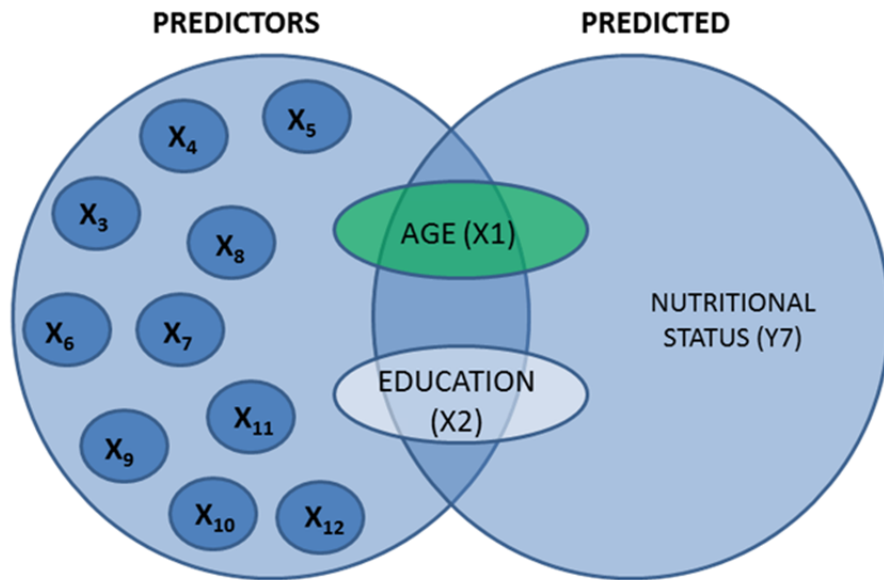 PREDICTORS
PREDICTED
X5
X4
X3
X8
AGE (X1)
X6
X7
NUTRITIONAL
STATUS (Y7)
EDUCATION
(X2)
X11
X9
X10
X12